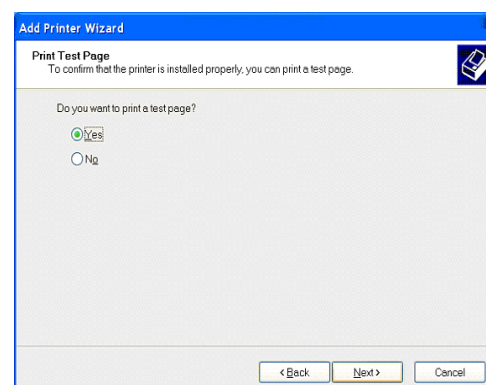 Add Printer Wizard
Print Test Page
To confirm that the printer is installed properly, you can print a test page.
Do you want to print a test page?
Yes
No
< Back Next > Cancel